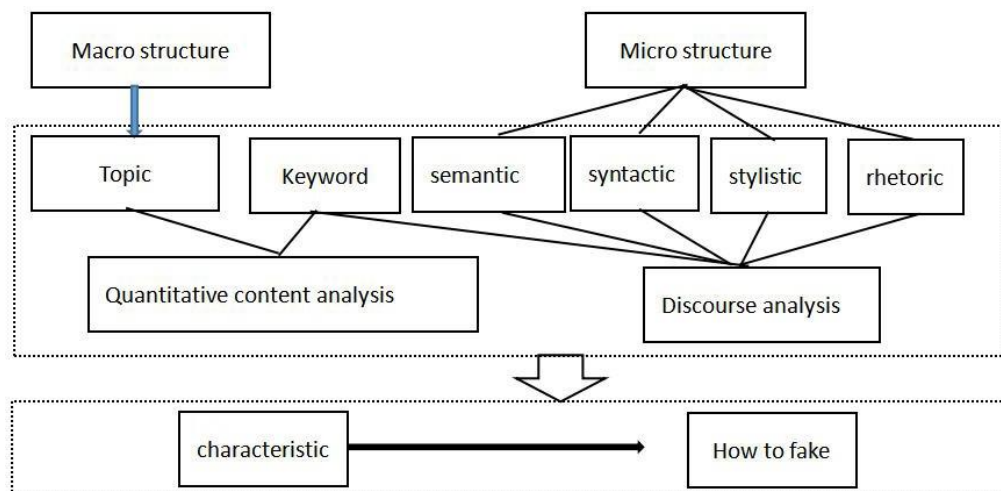 Macro structure
Micro structure
Topic
Keyword
semantic
syntactic
stylistic
rhetoric
Quantitative content analysis
Discourse analysis
characteristic
How to fake